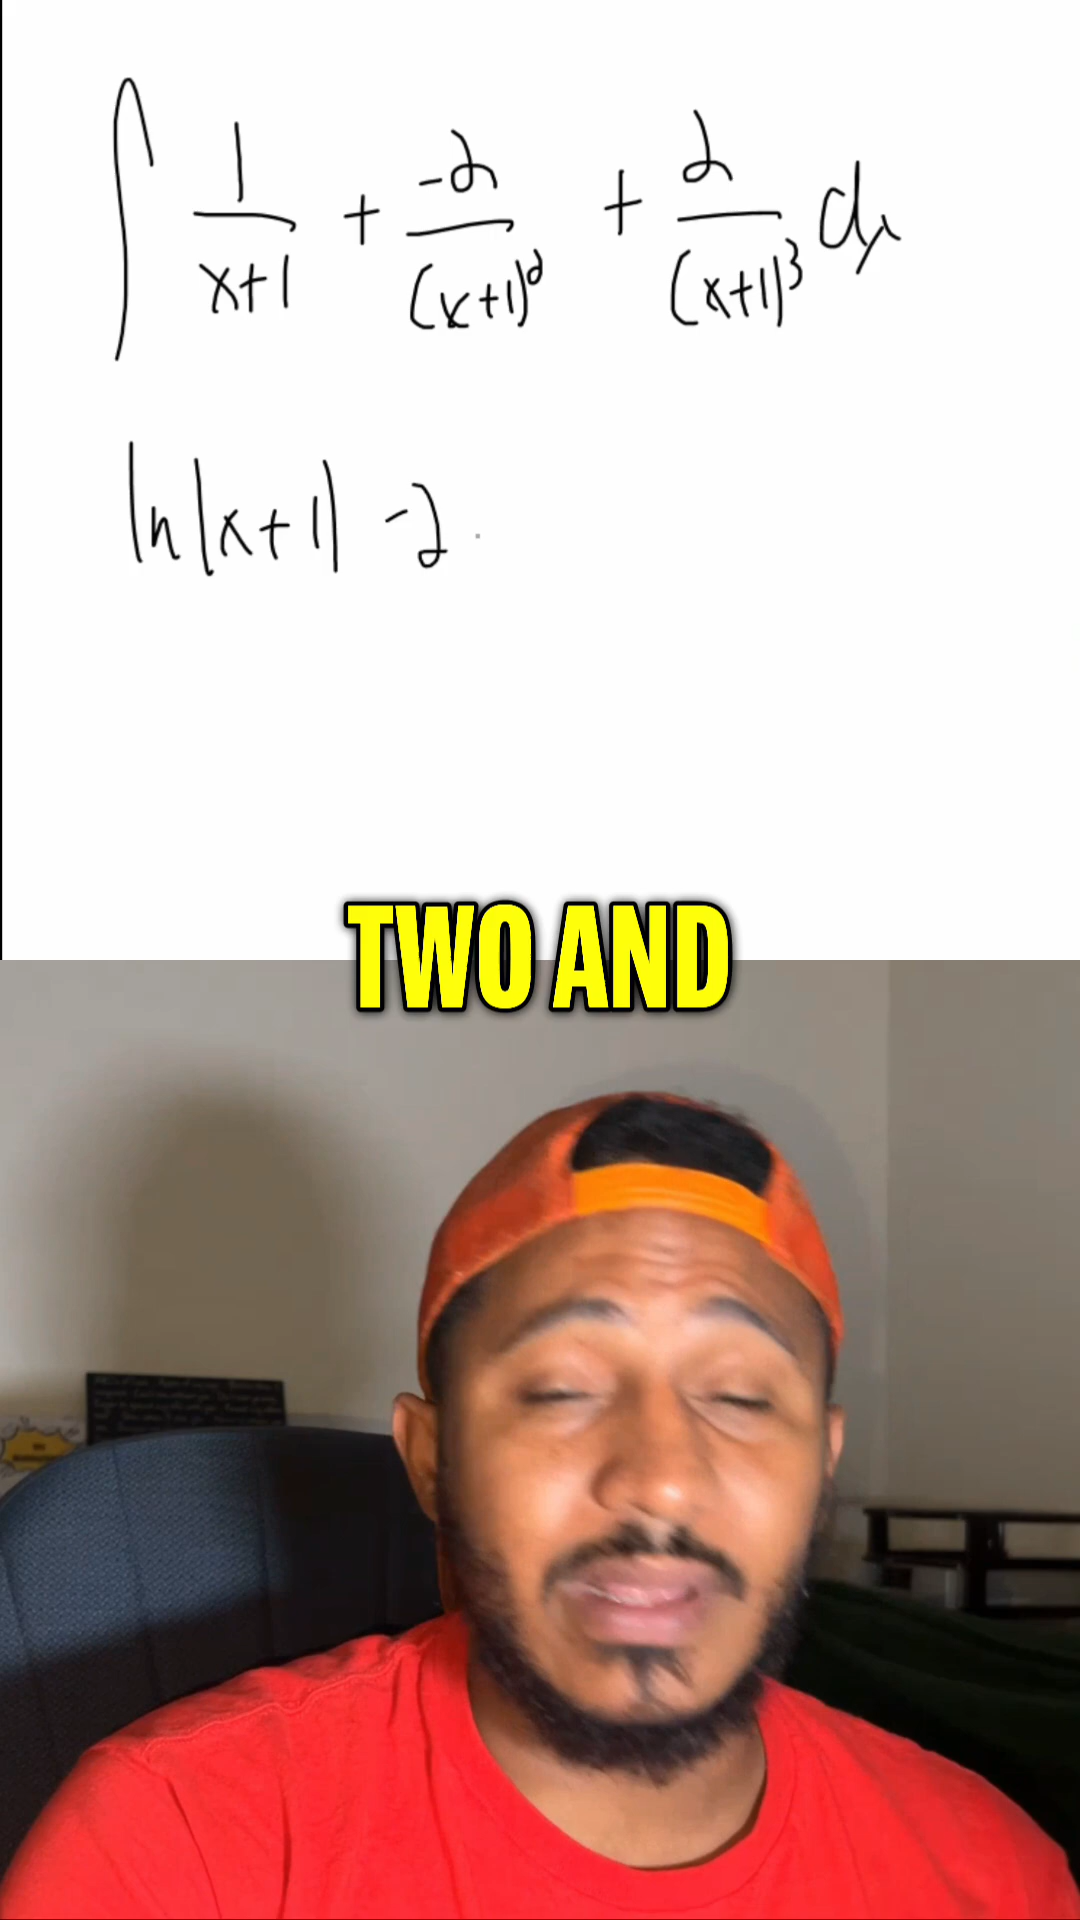 ∫ 1/(x+1) + -2/(x+1)^2 + 2/(x+1)^3 dx
ln|x+1| -2
TWO AND